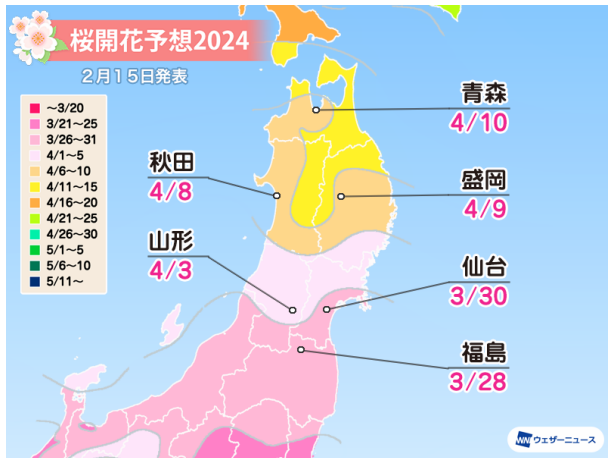 桜開花予想2024
2月15日発表
～3/20
3/21～25
3/26～31
4/1～5
4/6～10
4/11～15
4/16～20
4/21～25
4/26～30
5/1～5
5/6～10
5/11～
青森
4/10
秋田
4/8
盛岡
4/9
山形
4/3
仙台
3/30
福島
3/28
WN ウェザーニュース